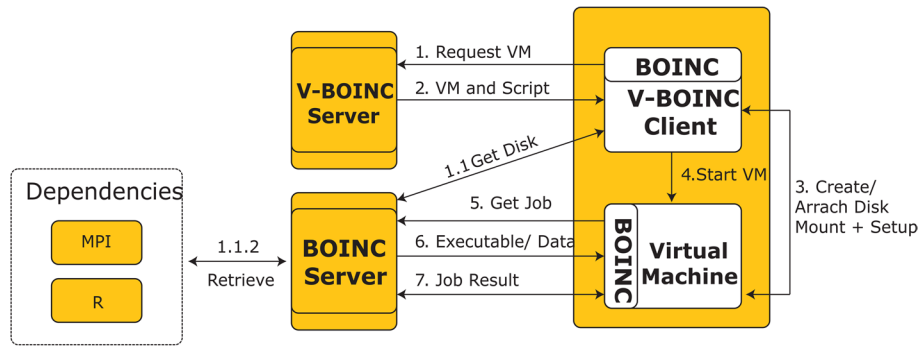 1. Request VM
2. VM and Script
V-BOINC
Server
BOINC
V-BOINC
Client
1.1 Get Disk
4.Start VM
3. Create/
Arrach Disk
Mount + Setup
Dependencies
MPI
R
1.1.2
Retrieve
BOINC
Server
5. Get Job
6. Executable/ Data
7. Job Result
BOINC
Virtual
Machine